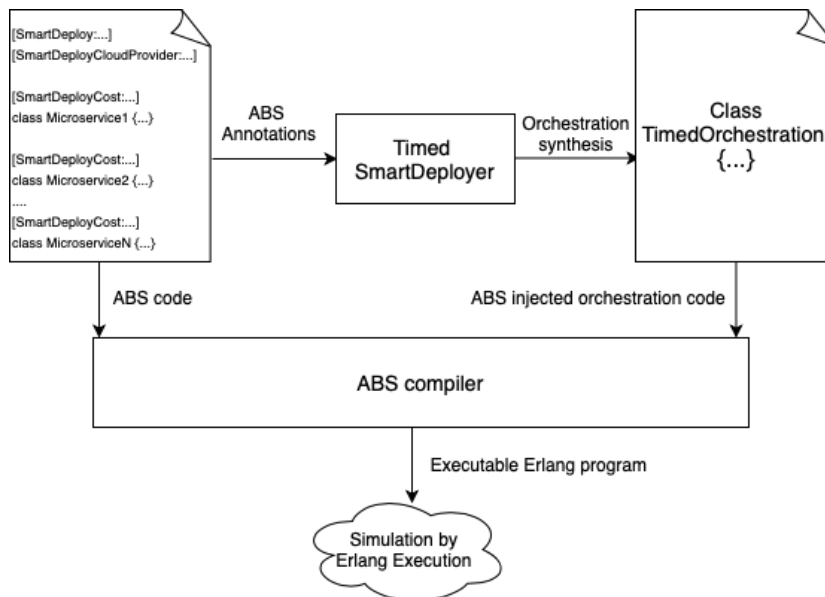 [SmartDeploy:...]
[SmartDeployCloudProvider:...]
[SmartDeployCost:...]
class Microservice1 {...}
[SmartDeployCost:...]
class Microservice2 {...}
....
[SmartDeployCost:...]
class MicroserviceN {...}
ABS
Annotations
Timed
SmartDeployer
Orchestration
synthesis
Class
TimedOrchestration
{...}
ABS code
ABS injected orchestration code
ABS compiler
Executable Erlang program
Simulation by
Erlang Execution